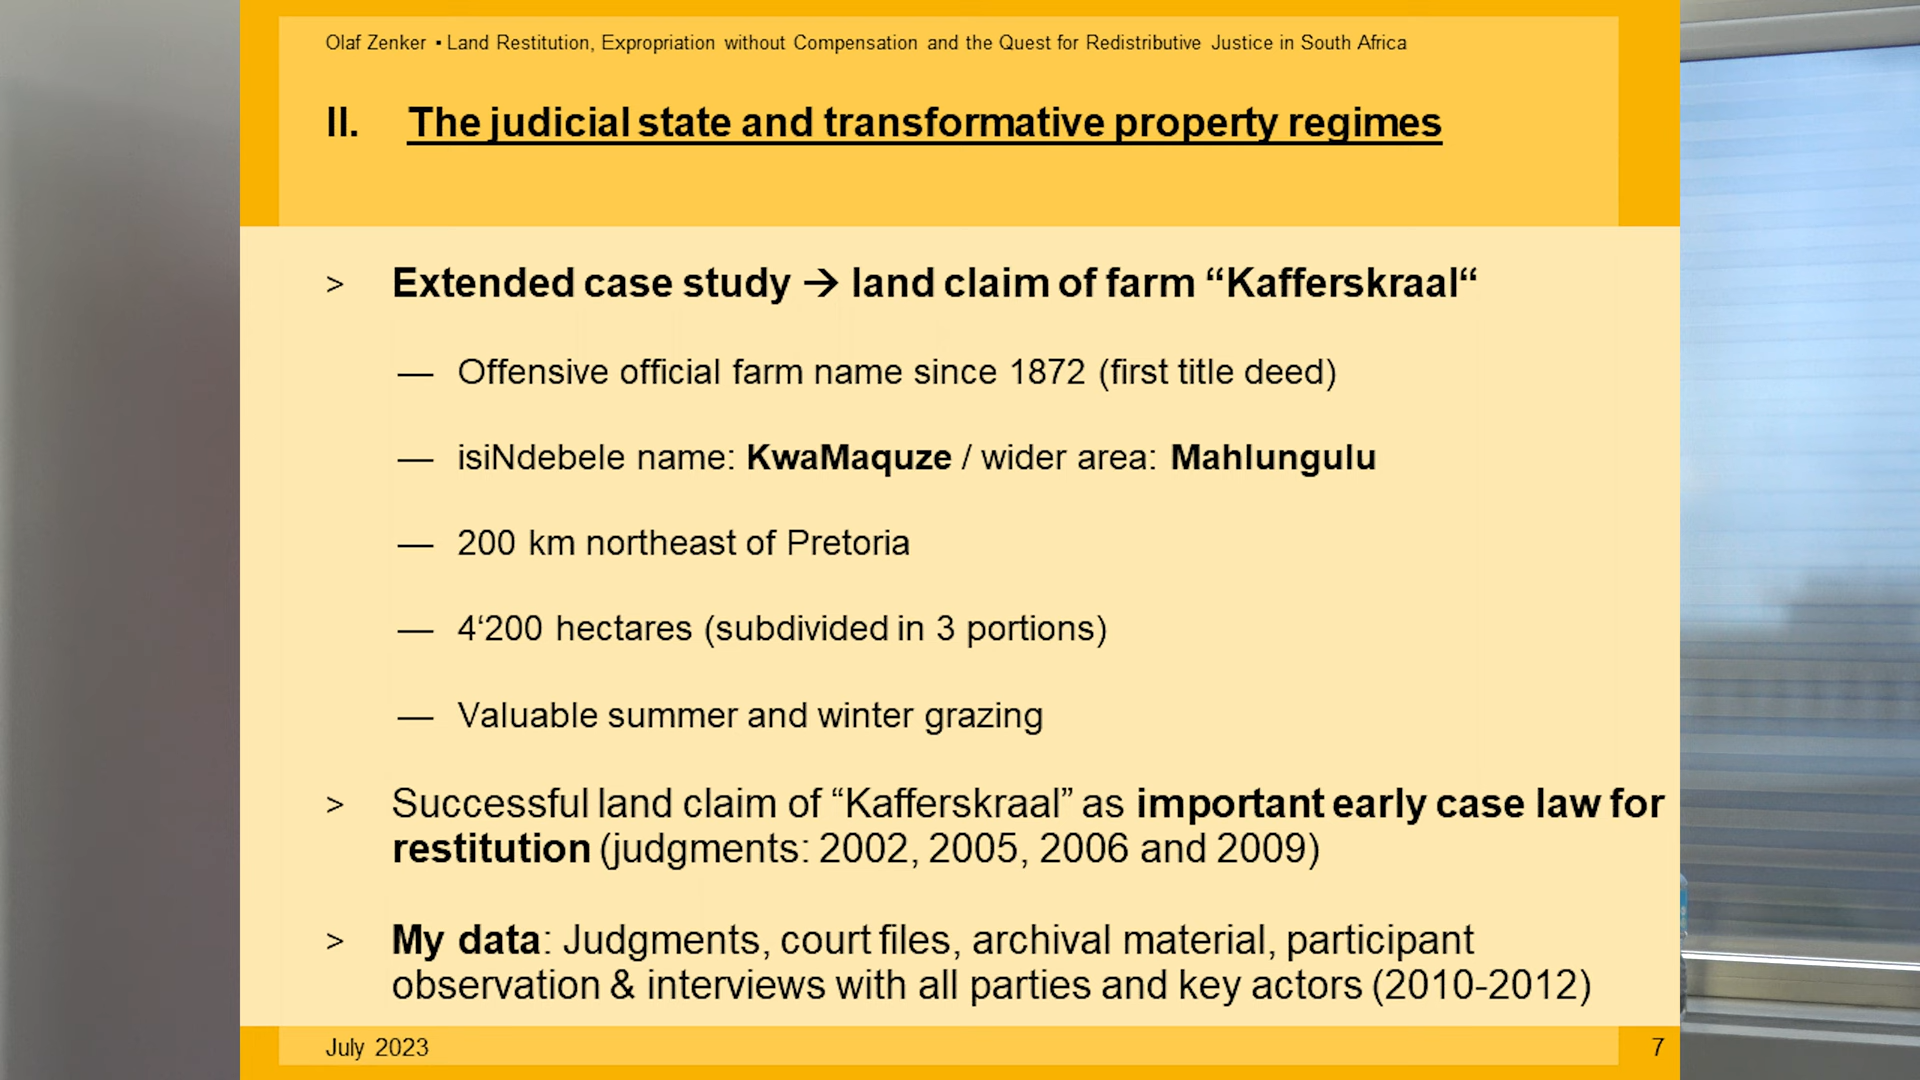 Olaf Zenker ▪ Land Restitution, Expropriation without Compensation and the Quest for Redistributive Justice in South Africa
II. The judicial state and transformative property regimes
> Extended case study → land claim of farm “Kafferskraal“
— Offensive official farm name since 1872 (first title deed)
— isiNdebele name: KwaMaquze / wider area: Mahlungulu
— 200 km northeast of Pretoria
— 4‘200 hectares (subdivided in 3 portions)
— Valuable summer and winter grazing
> Successful land claim of “Kafferskraal” as important early case law for
restitution (judgments: 2002, 2005, 2006 and 2009)
> My data: Judgments, court files, archival material, participant
observation & interviews with all parties and key actors (2010-2012)
July 2023
7